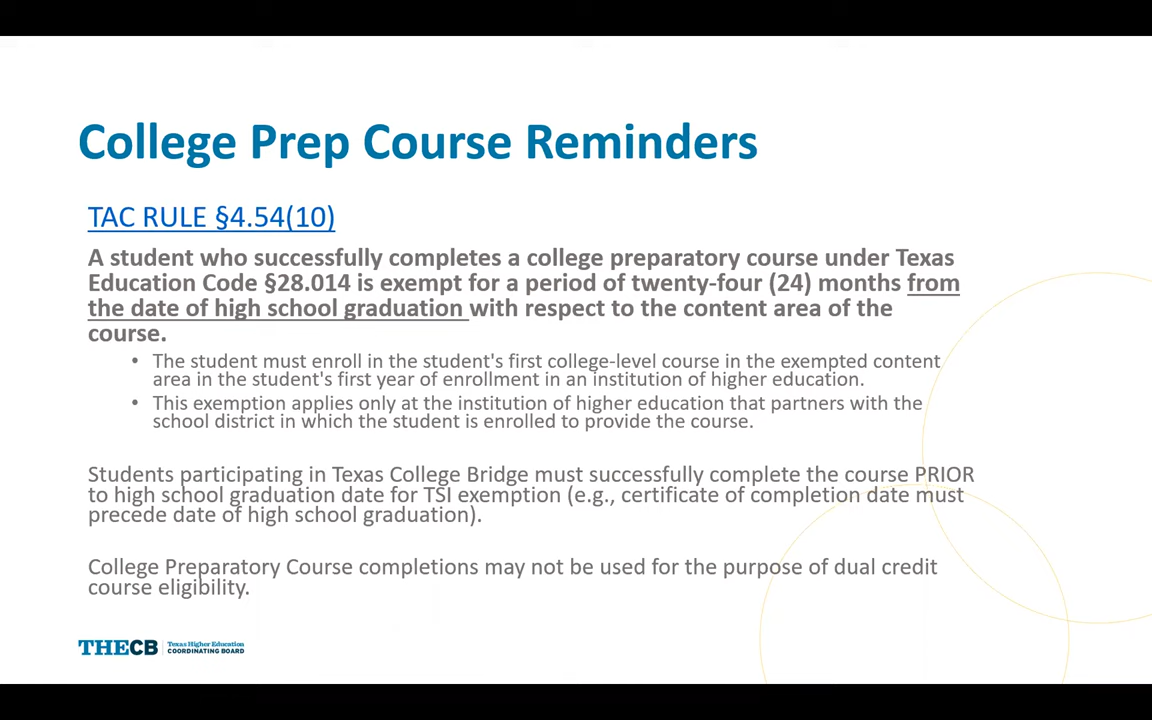 College Prep Course Reminders
TAC RULE §4.54(10)
A student who successfully completes a college preparatory course under Texas
Education Code §28.014 is exempt for a period of twenty-four (24) months from
the date of high school graduation with respect to the content area of the
course.
• The student must enroll in the student's first college-level course in the exempted content
area in the student's first year of enrollment in an institution of higher education.
• This exemption applies only at the institution of higher education that partners with the
school district in which the student is enrolled to provide the course.
Students participating in Texas College Bridge must successfully complete the course PRIOR
to high school graduation date for TSI exemption (e.g., certificate of completion date must
precede date of high school graduation).
College Preparatory Course completions may not be used for the purpose of dual credit
course eligibility.
THECB Texas Higher Education
COORDINATING BOARD